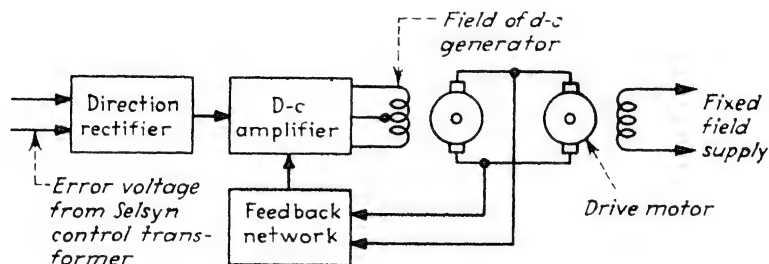 Field of d-c
generator
Direction
rectifier
D-c
amplifier
Fixed
field
supply
Error voltage
from Selsyn
control trans-
former
Feedback
network
Drive motor